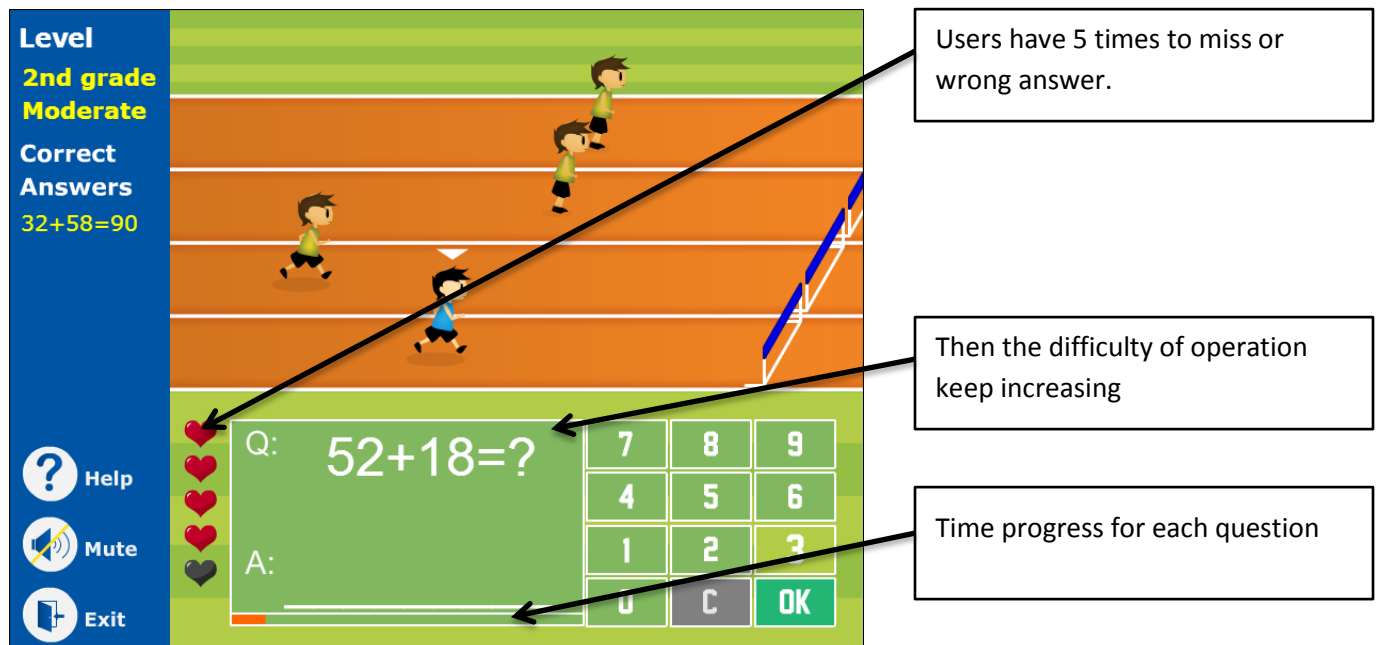 Level
2nd grade
Moderate
Correct
Answers
32+58=90
? Help
Mute
Exit
Q: 52+18=?
A:
7 8 9
4 5 6
1 2 3
0 C OK
Users have 5 times to miss or
wrong answer.
Then the difficulty of operation
keep increasing
Time progress for each question